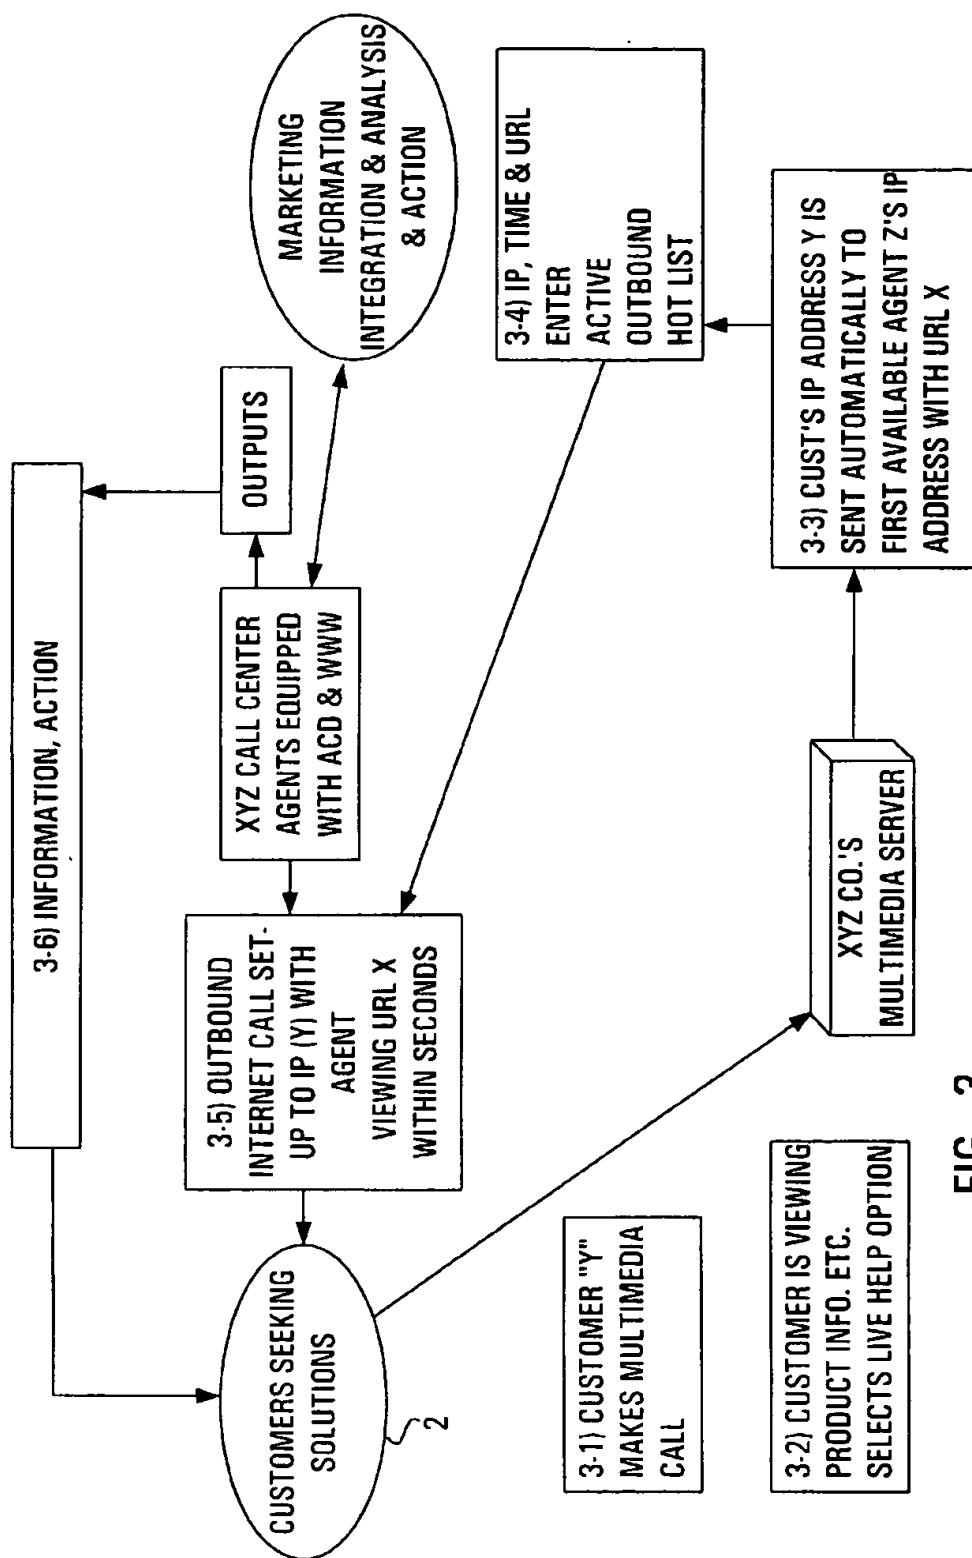 3-6) INFORMATION, ACTION
OUTPUTS
MARKETING
INFORMATION
INTEGRATION & ANALYSIS
& ACTION
XYZ CALL CENTER
AGENTS EQUIPPED
WITH ACD & WWW
3-5) OUTBOUND
INTERNET CALL SET-
UP TO IP (Y) WITH
AGENT
VIEWING URL X
WITHIN SECONDS
CUSTOMERS SEEKING
SOLUTIONS
2
3-4) IP, TIME & URL
ENTER
ACTIVE
OUTBOUND
HOT LIST
3-1) CUSTOMER "Y"
MAKES MULTIMEDIA
CALL
3-2) CUSTOMER IS VIEWING
PRODUCT INFO. ETC.
SELECTS LIVE HELP OPTION
XYZ CO.'S
MULTIMEDIA SERVER
3-3) CUST'S IP ADDRESS Y IS
SENT AUTOMATICALLY TO
FIRST AVAILABLE AGENT Z'S IP
ADDRESS WITH URL X
FIG.